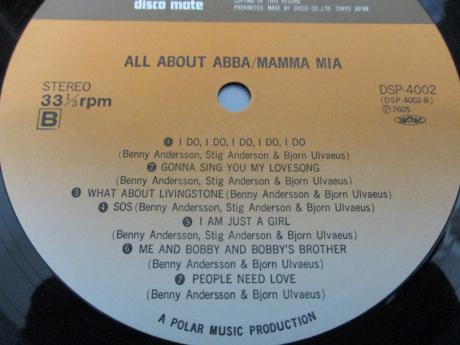 disco mate
COPYING OF THIS RECORD
PROHIBITED. MADE BY DISCO CO. LTD. TOKYO JAPAN.
ALL ABOUT ABBA/MAMMA MIA
STEREO
33⅓rpm
B
DSP-4002
(DSP-4002-B)
Ⓟ7605
❶ I DO, I DO, I DO, I DO, I DO
(Benny Andersson, Stig Anderson & Bjorn Ulvaeus)
❷ GONNA SING YOU MY LOVESONG
(Benny Andersson, Stig Anderson & Bjorn Ulvaeus)
❸ WHAT ABOUT LIVINGSTONE (Benny Andersson & Bjorn Ulvaeus)
❹ SOS (Benny Andersson, Stig Anderson & Bjorn Ulvaeus)
❺ I AM JUST A GIRL
(Benny Andersson, Stig Anderson & Bjorn Ulvaeus)
❻ ME AND BOBBY AND BOBBY'S BROTHER
(Benny Andersson & Bjorn Ulvaeus)
❼ PEOPLE NEED LOVE
(Benny Andersson & Bjorn Ulvaeus)
A POLAR MUSIC PRODUCTION